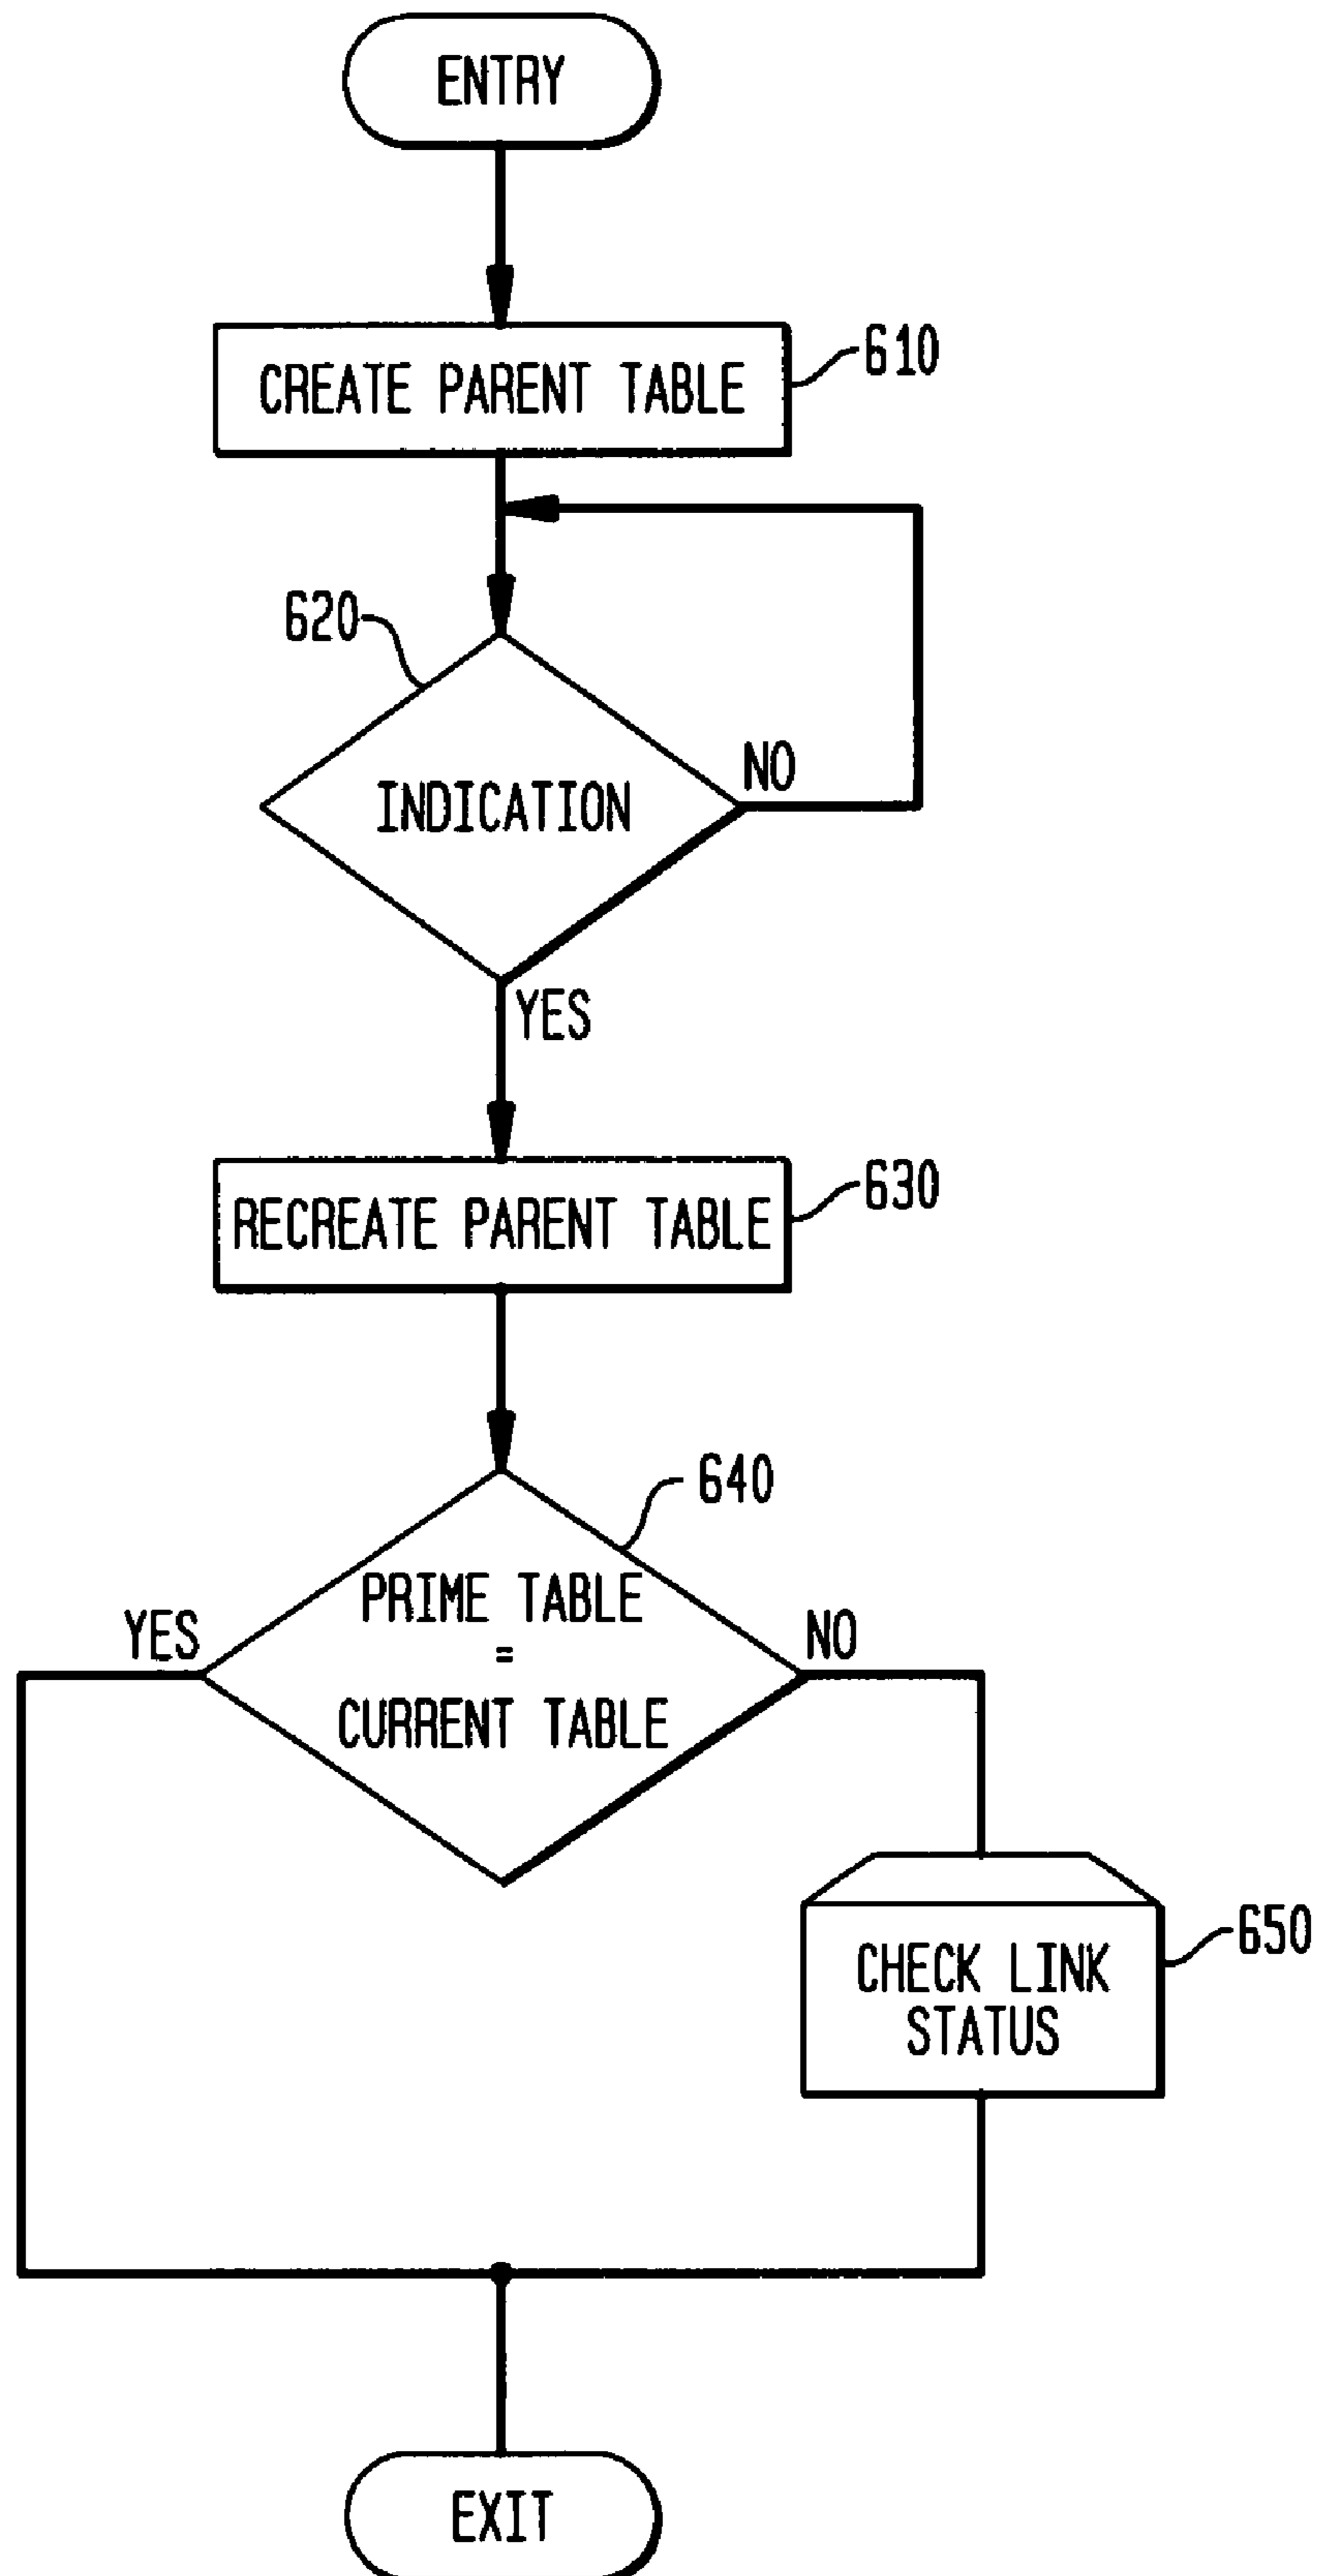 ENTRY
CREATE PARENT TABLE
610
620
INDICATION
NO
YES
RECREATE PARENT TABLE
630
640
PRIME TABLE
=
CURRENT TABLE
YES
NO
CHECK LINK
STATUS
650
EXIT